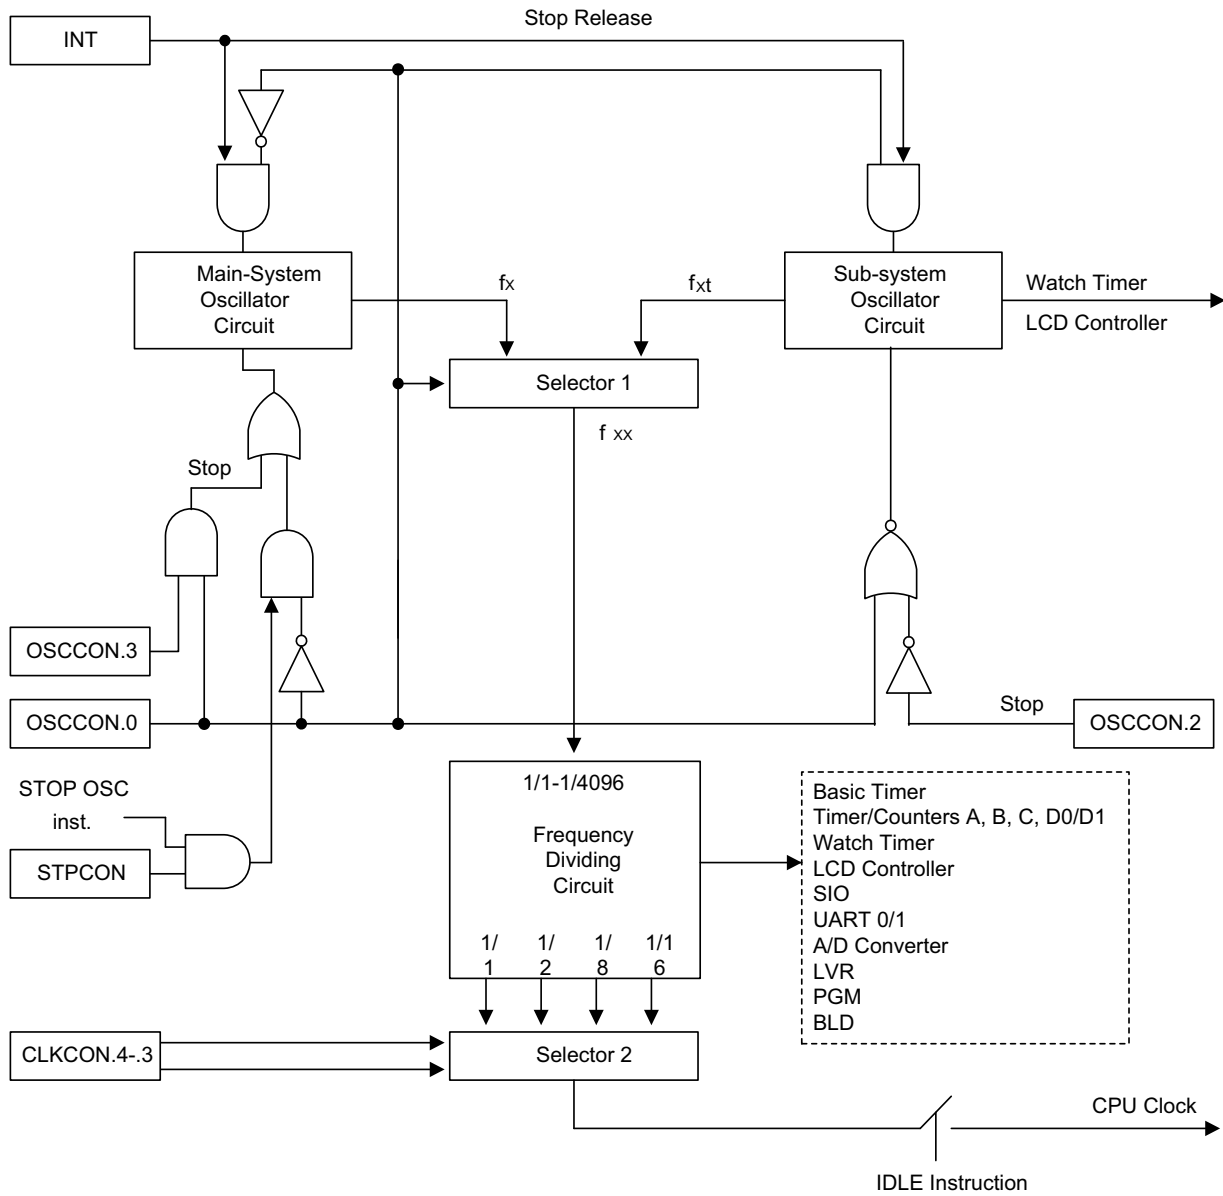 Stop Release
INT
Main-System
Oscillator
Circuit
fx
fxt
Sub-system
Oscillator
Circuit
Watch Timer
LCD Controller
Selector 1
f xx
Stop
OSCCON.3
OSCCON.0
Stop
OSCCON.2
STOP OSC
inst.
STPCON
1/1-1/4096
Frequency
Dividing
Circuit
1/ 1/ 1/ 1/1
1 2 8 6
Basic Timer
Timer/Counters A, B, C, D0/D1
Watch Timer
LCD Controller
SIO
UART 0/1
A/D Converter
LVR
PGM
BLD
CLKCON.4-.3
Selector 2
CPU Clock
IDLE Instruction